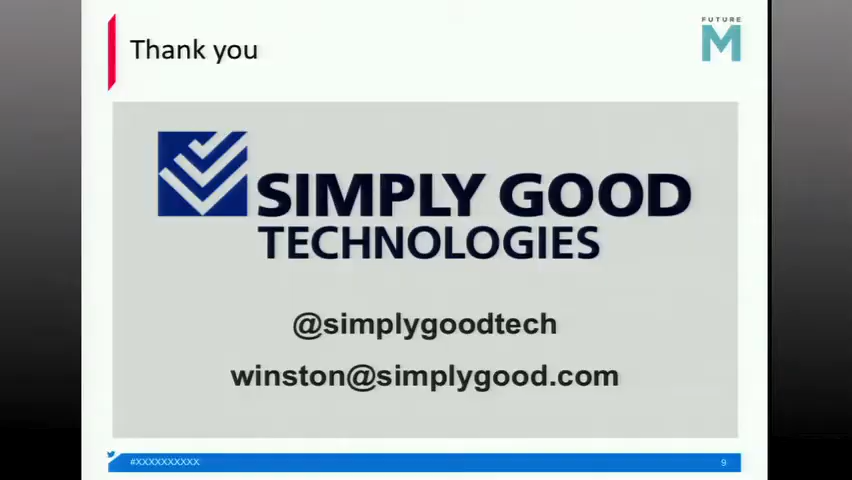 FUTURE
M
Thank you
SIMPLY GOOD
TECHNOLOGIES
@simplygoodtech
winston@simplygood.com
#XXXXXXXXXX
9